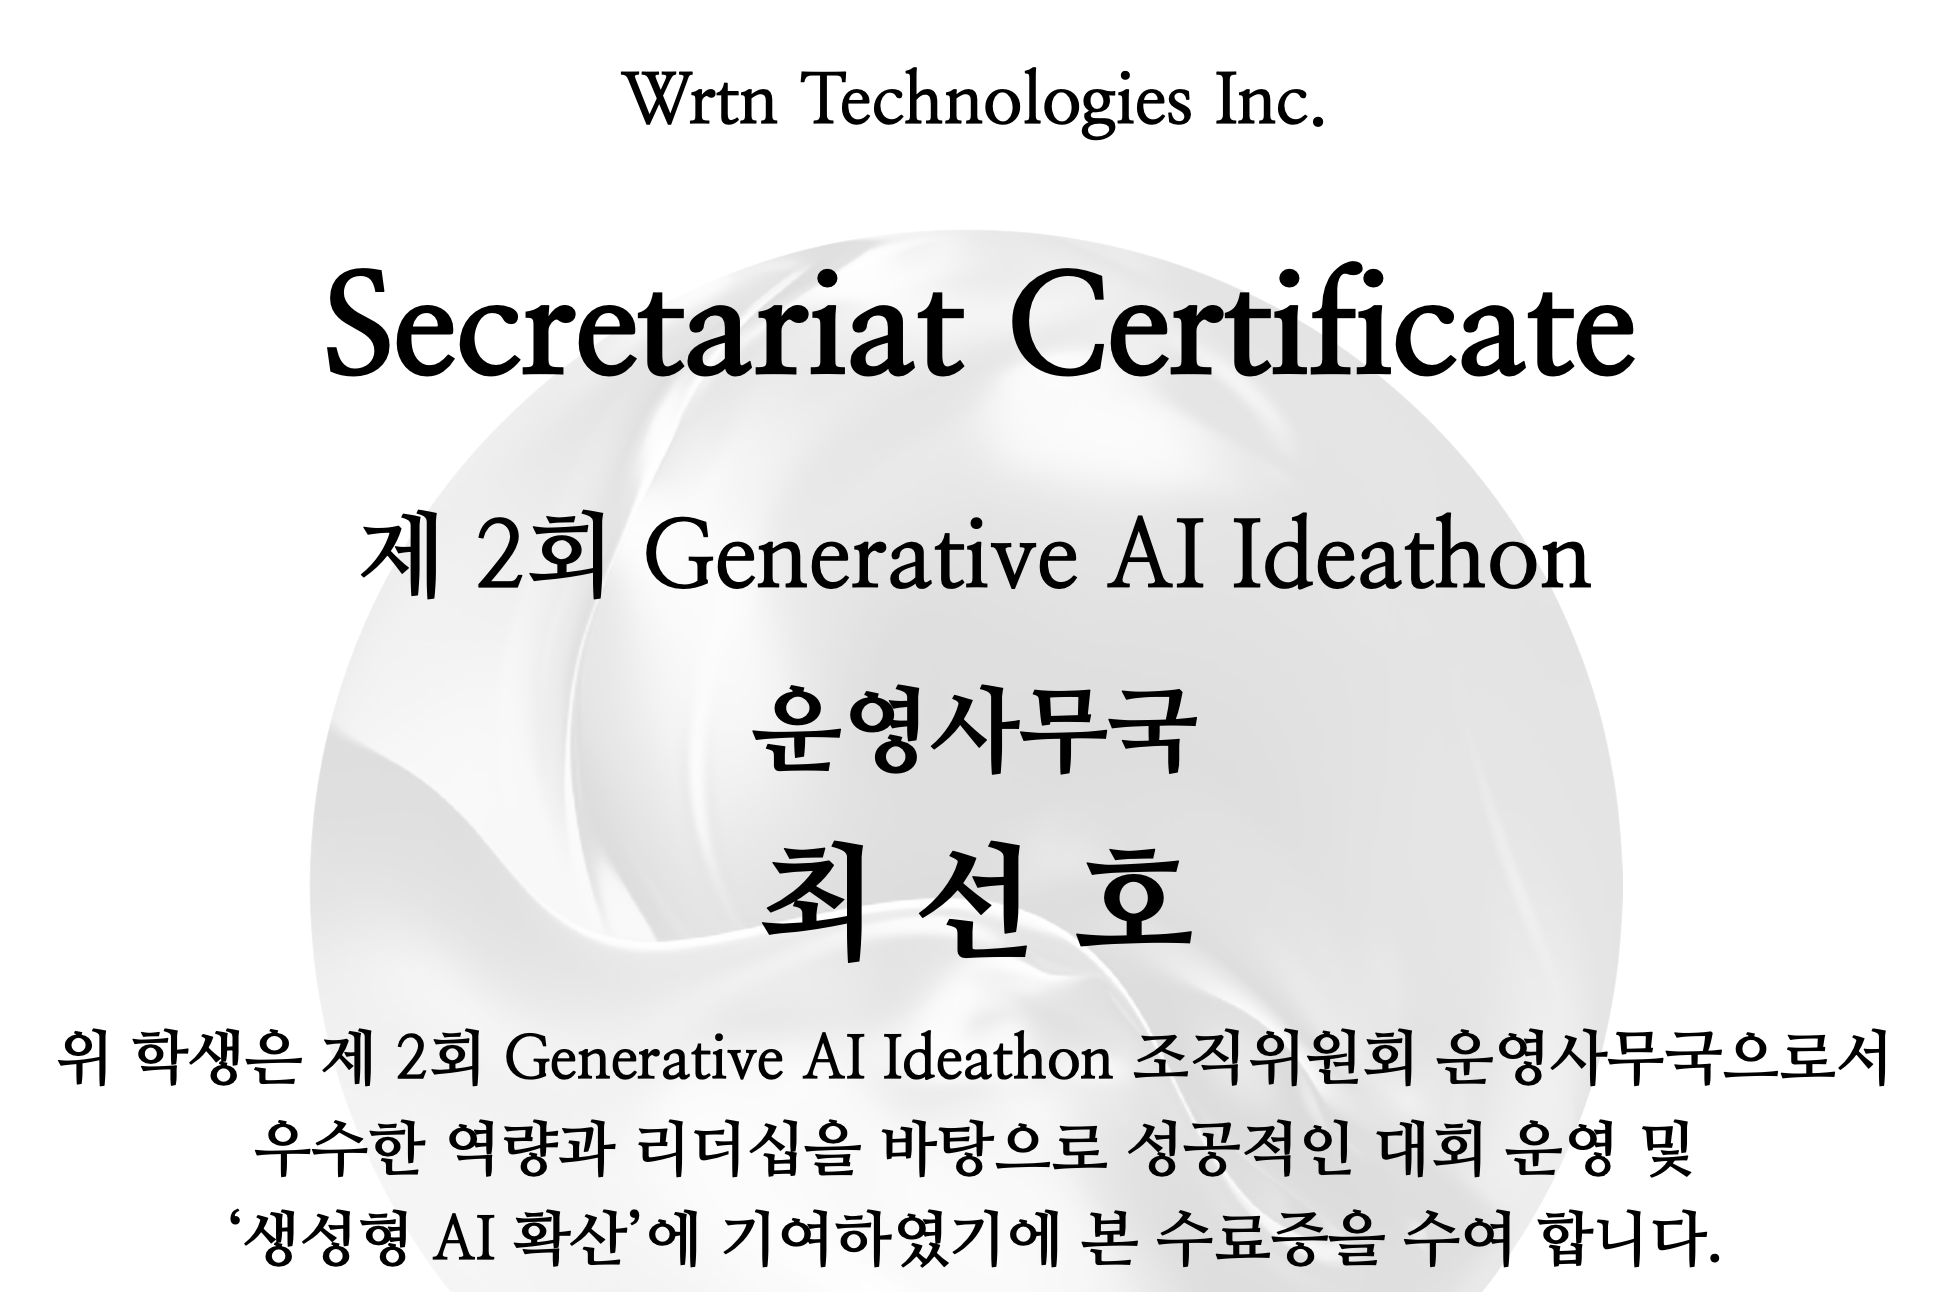 Wrtn Technologies Inc.
Secretariat Certificate
제 2회 Generative AI Ideathon
운영사무국
최 선 호
위 학생은 제 2회 Generative AI Ideathon 조직위원회 운영사무국으로서
우수한 역량과 리더십을 바탕으로 성공적인 대회 운영 및
‘생성형 AI 확산’에 기여하였기에 본 수료증을 수여 합니다.